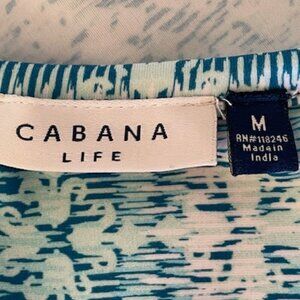 CABANA
LIFE
M
RN#118246
Made in
India